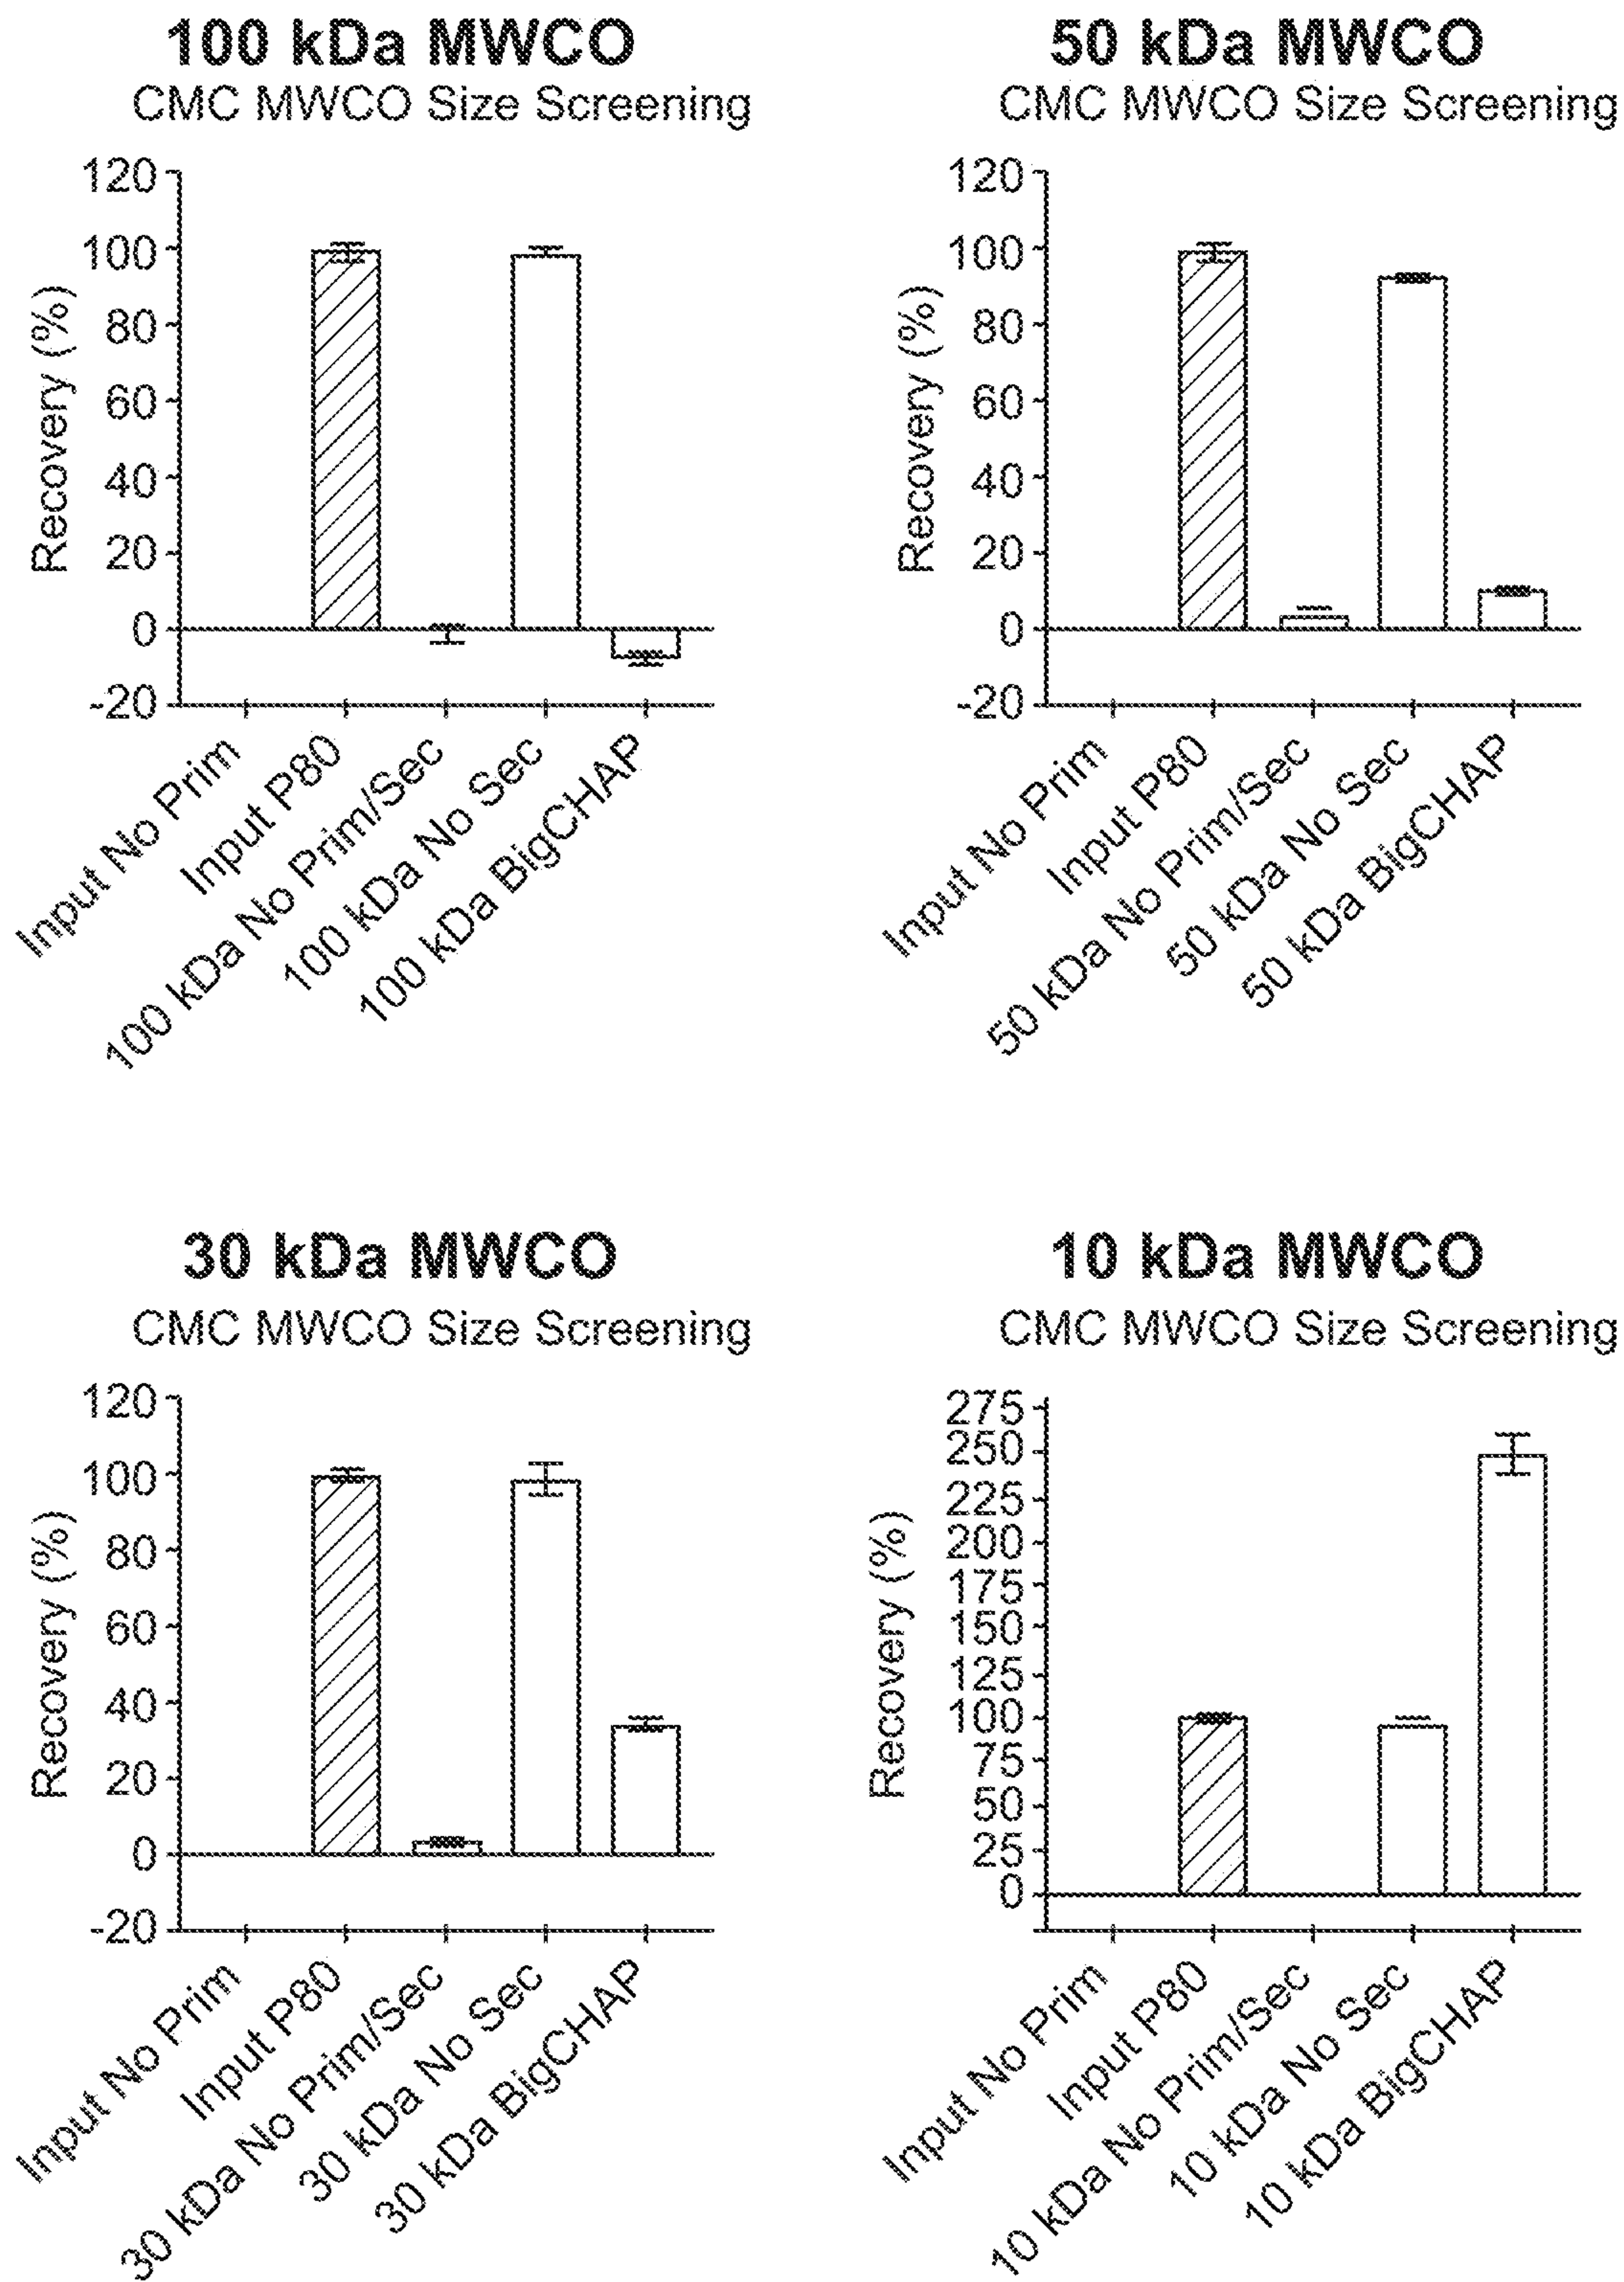 100 kDa MWCO
CMC MWCO Size Screening
Recovery (%)
120
100
80
60
40
20
0
-20
Input No Prim
Input P80
100 kDa No Prim/Sec
100 kDa No Sec
100 kDa BigCHAP
50 kDa MWCO
CMC MWCO Size Screening
Recovery (%)
120
100
80
60
40
20
0
-20
Input No Prim
Input P80
50 kDa No Prim/Sec
50 kDa No Sec
50 kDa BigCHAP
30 kDa MWCO
CMC MWCO Size Screening
Recovery (%)
120
100
80
60
40
20
0
-20
Input No Prim
Input P80
30 kDa No Prim/Sec
30 kDa No Sec
30 kDa BigCHAP
10 kDa MWCO
CMC MWCO Size Screening
Recovery (%)
275
250
225
200
175
150
125
100
75
50
25
0
Input No Prim
Input P80
10 kDa No Prim/Sec
10 kDa No Sec
10 kDa BigCHAP